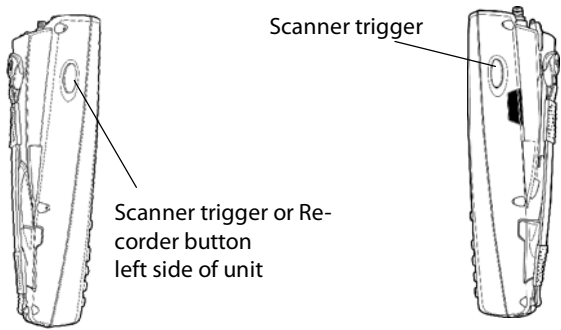 Scanner trigger
Scanner trigger or Re-
corder button
left side of unit